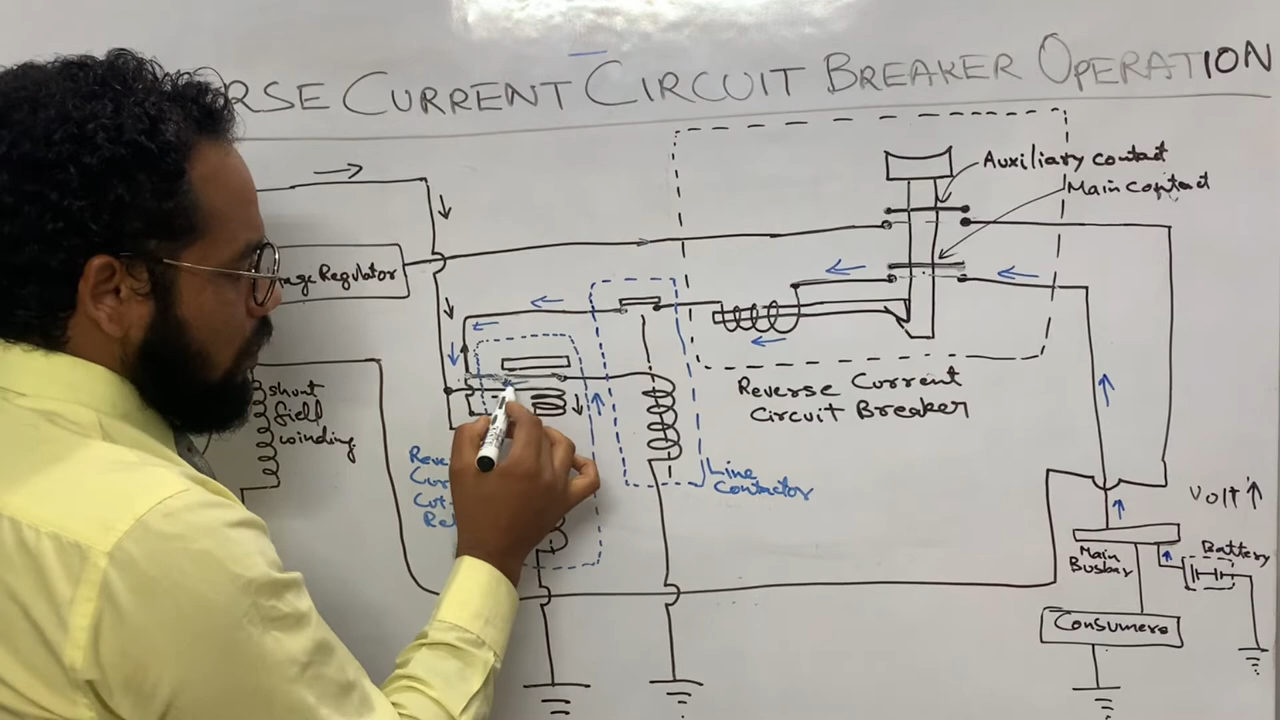 RSE CURRENT CIRCUIT BREAKER OPERATION
Auxiliary contact
Main contact
Regulator
Reverse Current
Circuit Breaker
shunt
field
winding
Line
Contactor
Volt ↑
Main
Busbar
Battery
Consumers